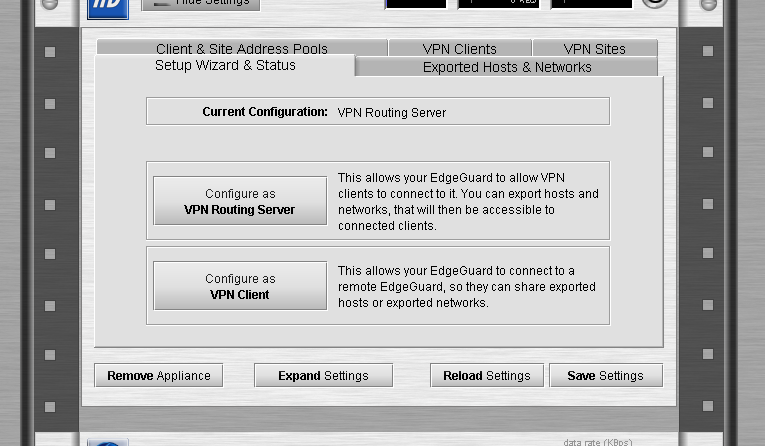 Hide Settings
Client & Site Address Pools
VPN Clients
VPN Sites
Setup Wizard & Status
Exported Hosts & Networks
Current Configuration: VPN Routing Server
Configure as
VPN Routing Server
This allows your EdgeGuard to allow VPN
clients to connect to it. You can export hosts and
networks, that will then be accessible to
connected clients.
Configure as
VPN Client
This allows your EdgeGuard to connect to a
remote EdgeGuard, so they can share exported
hosts or exported networks.
Remove Appliance
Expand Settings
Reload Settings
Save Settings
data rate (KBps)